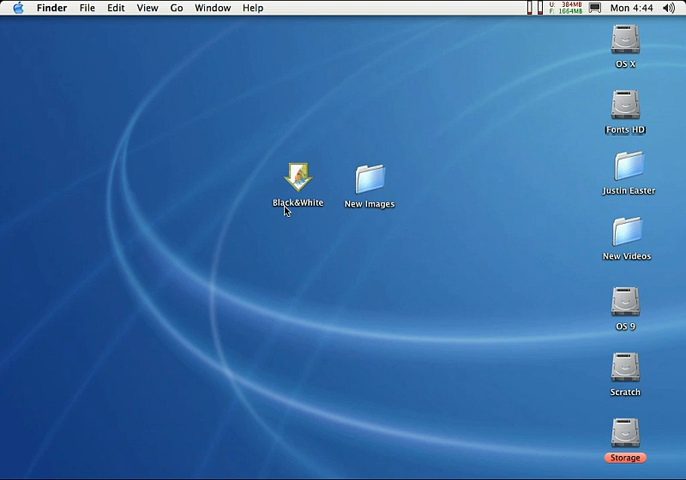 Finder File Edit View Go Window Help U: 384MB F: 1664MB Mon 4:44
OS X
Fonts HD
Justin Easter
New Videos
OS 9
Scratch
Storage
Black&White
New Images